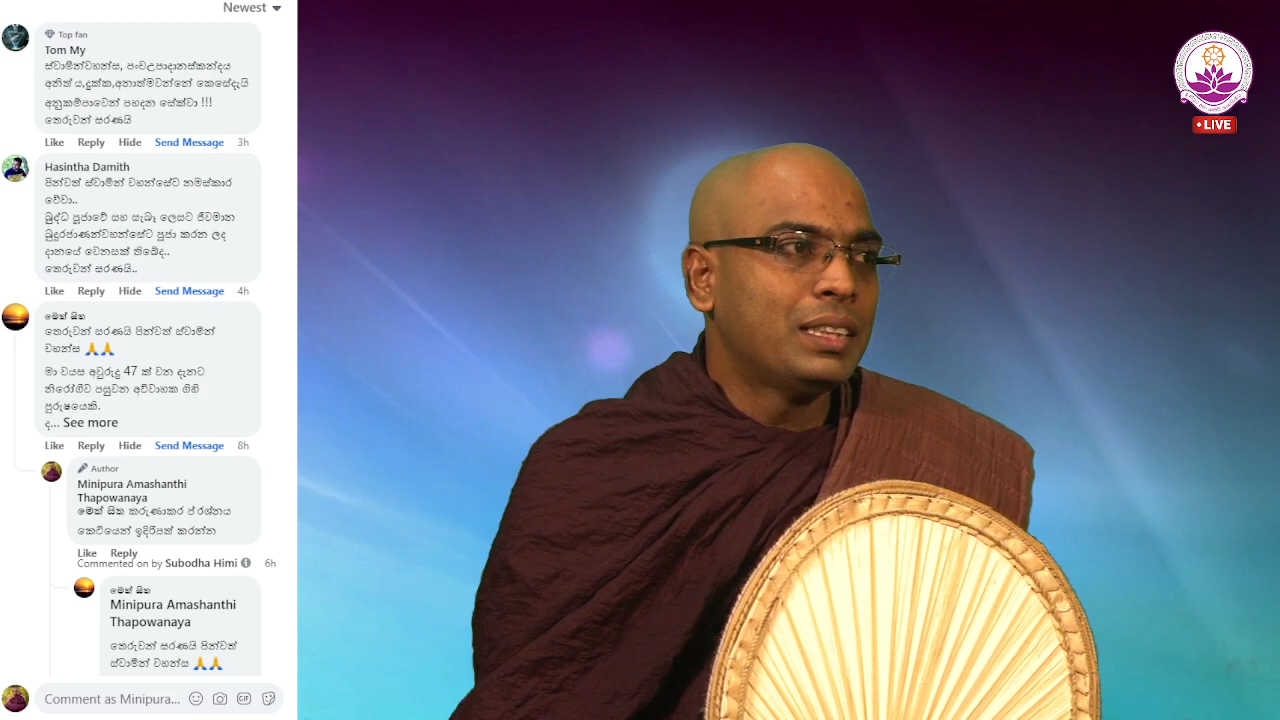 Newest
Top fan
Tom My
ස්වාමින්වහන්ස, පංචඋපාදානස්කන්දය
අනිත් ය,දුක්ක,අනාත්මවන්නේ කෙසේදැයි
අනුකම්පාවෙන් පහදන සේක්වා !!!
තෙරුවන් සරණයි
Like Reply Hide Send Message 3h
Hasintha Damith
පින්වත් ස්වාමින් වහන්සේට නමස්කාර
වේවා..
බුද්ධ පූජාවේ සහ සැබෑ ලෙසට ජීවමාන
බුදුරජාණන්වහන්සේට පූජා කරන ලද
දානයේ වෙනසක් තිබේද..
තෙරුවන් සරණයි..
Like Reply Hide Send Message 4h
මෙත් සිත
තෙරුවන් සරණයි පින්වත් ස්වාමීන්
වහන්ස 🙏🙏
මා වයස අවුරුදු 47 ක් වන දැනට
නිරෝගීව පසුවන අවිවාහක ගිහි
පුරුෂයෙකි.
ද... See more
Like Reply Hide Send Message 8h
Author
Minipura Amashanthi
Thapowanaya
මෙත් සිත කරුණාකර ප් රශ්නය
කෙටියෙන් ඉදිරිපත් කරන්න
Like Reply
Commented on by Subodha Himi 6h
මෙත් සිත
Minipura Amashanthi
Thapowanaya
තෙරුවන් සරණයි පින්වත්
ස්වාමීන් වහන්ස 🙏🙏
Comment as Minipura...
GIF
LIVE